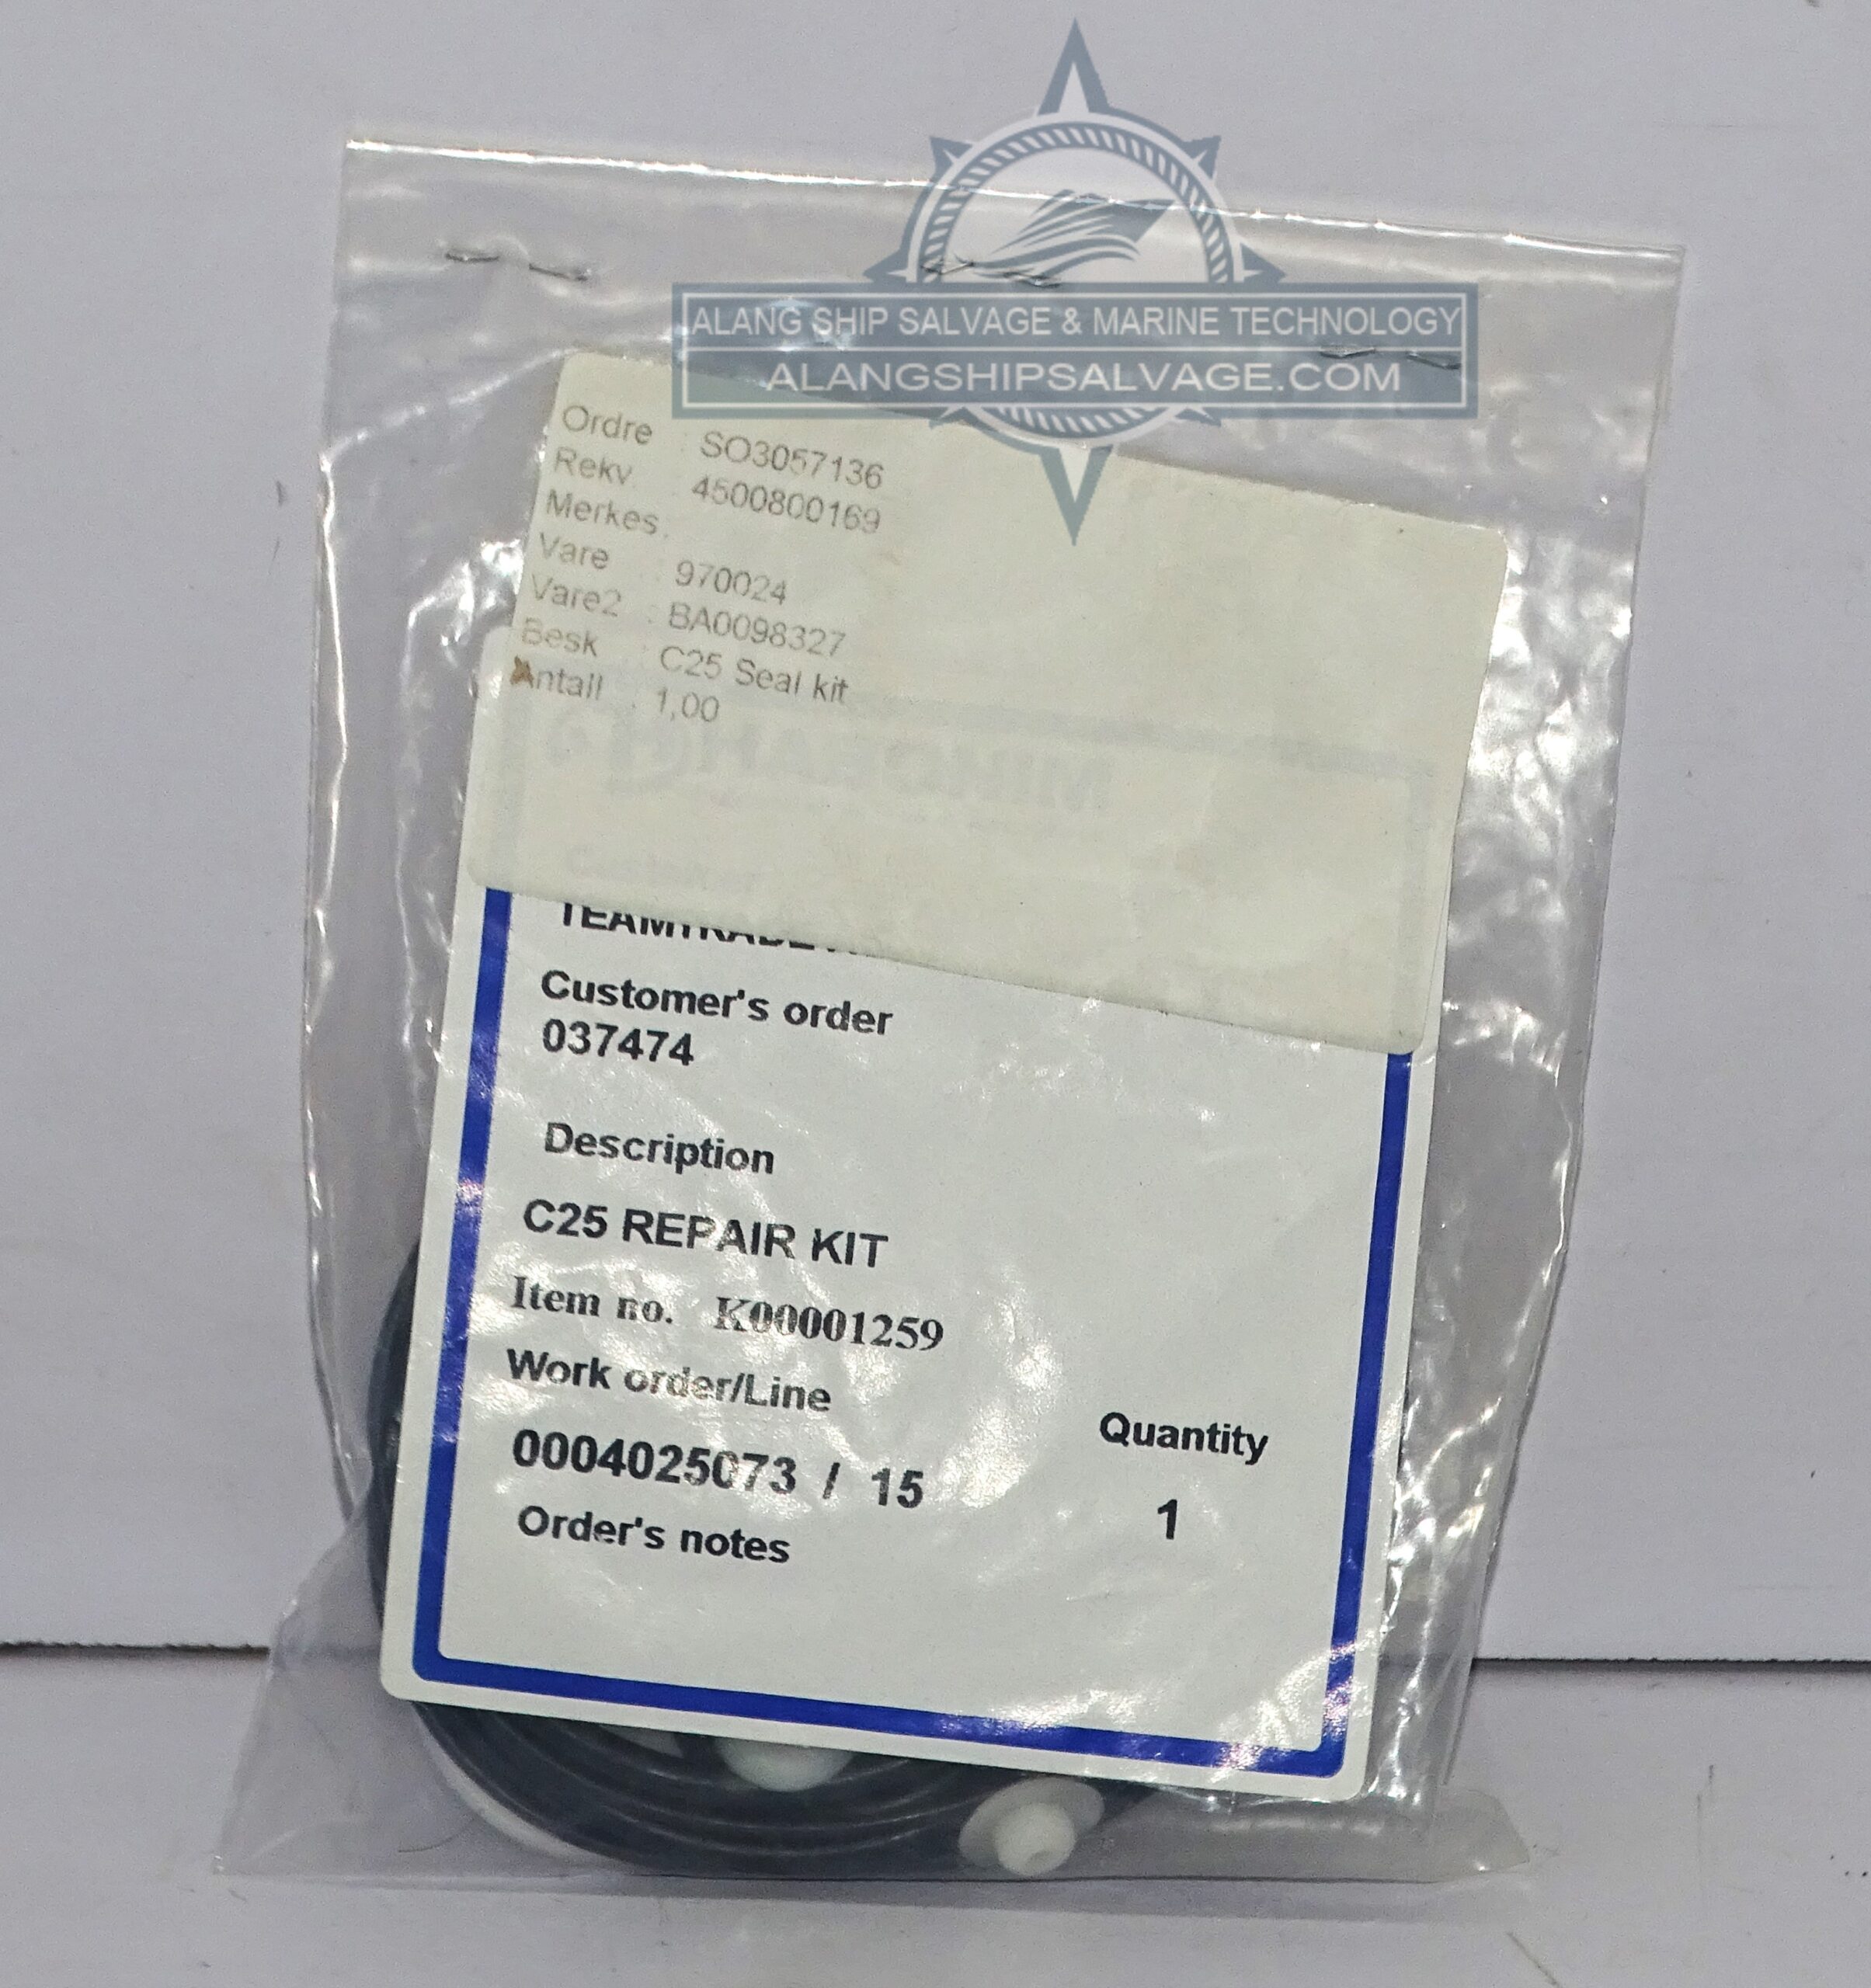 ALANG SHIP SALVAGE & MARINE TECHNOLOGY
ALANGSHIPSALVAGE.COM
Ordre : SO3057136
Rekv. 4500800169
Merkes.
Vare : 970024
Vare2 : BA0098327
Besk : C25 Seal kit
Antall : 1,00
Customer
Customer's order
037474
Description
C25 REPAIR KIT
Item no. K00001259
Work order/Line
0004025073 / 15
Quantity
1
Order's notes